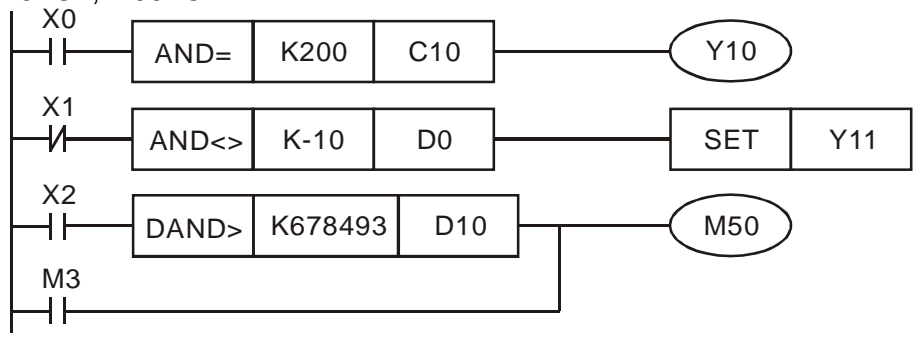 X0
AND= K200 C10 Y10
X1
AND<> K-10 D0 SET Y11
X2
DAND> K678493 D10 M50
M3